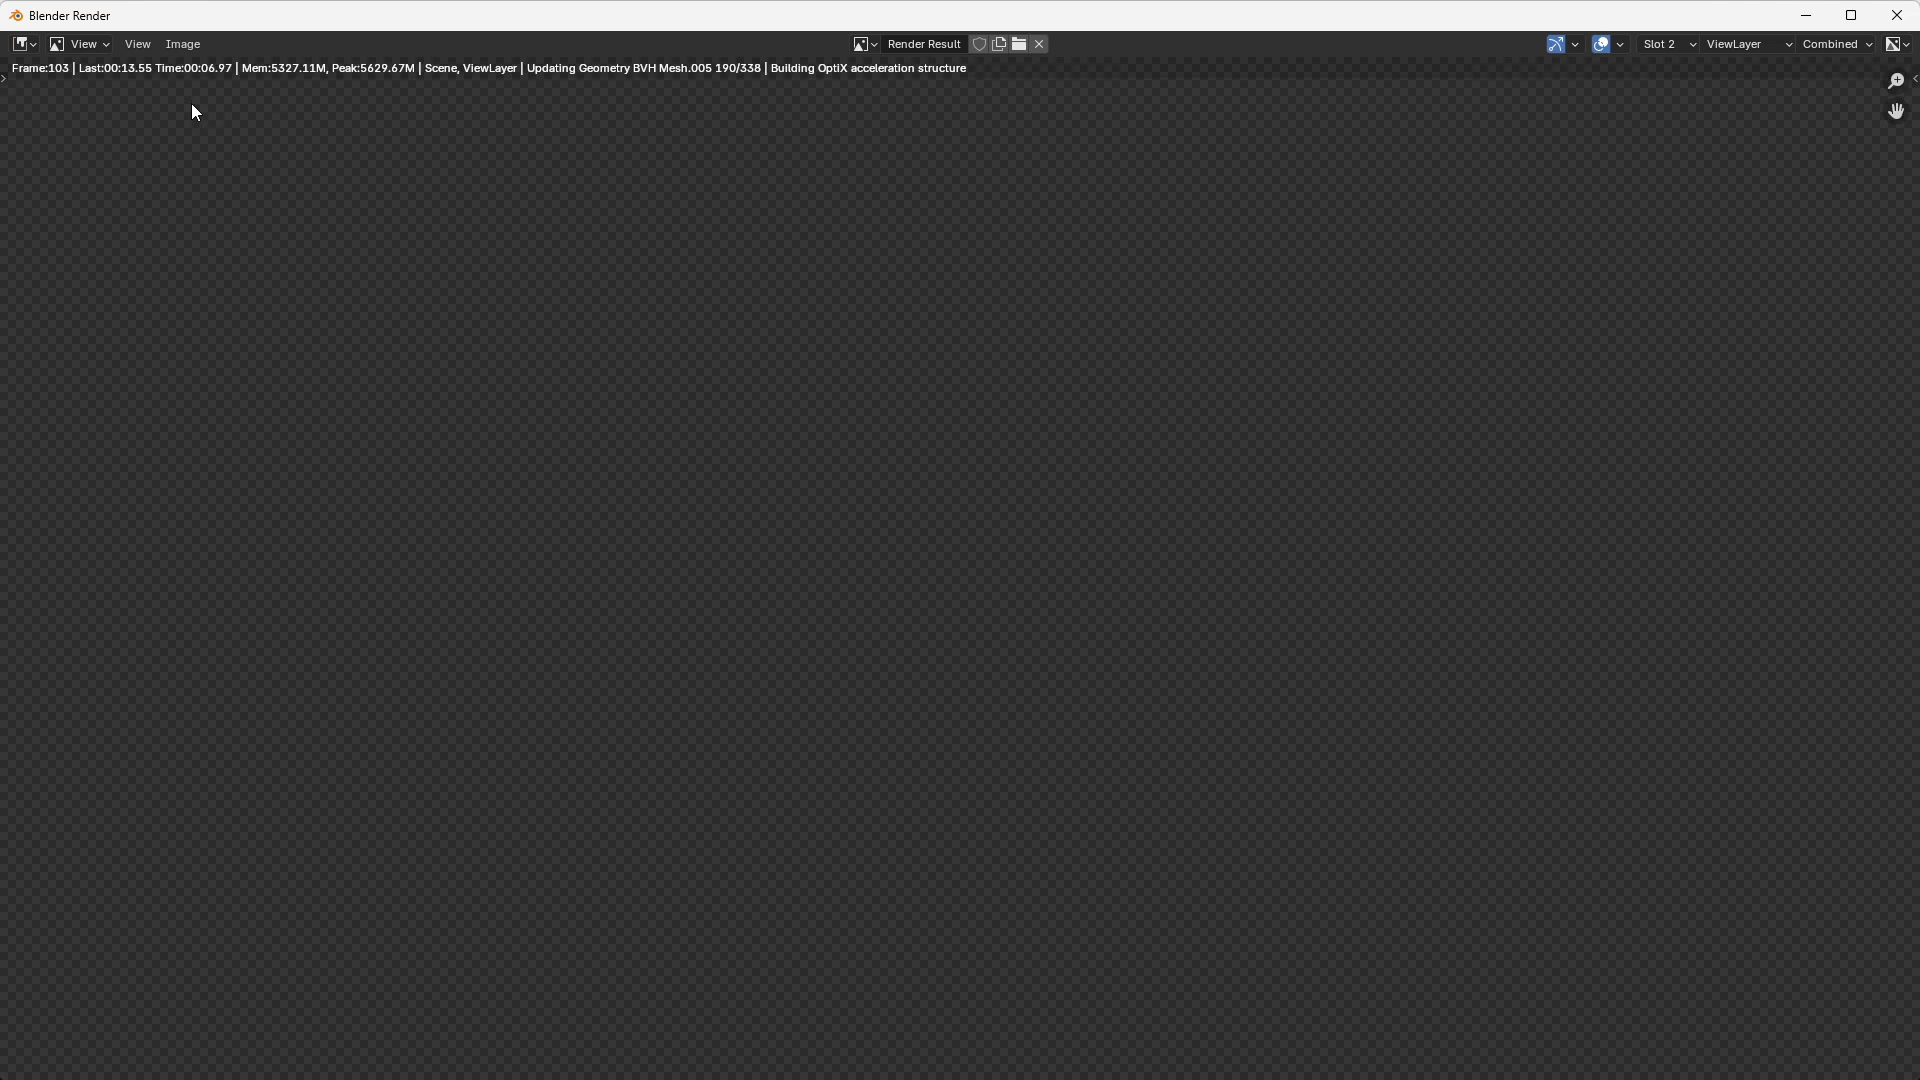 Blender Render
View View Image Render Result Slot 2 ViewLayer Combined
Frame:103 | Last:00:13.55 Time:00:06.97 | Mem:5327.11M, Peak:5629.67M | Scene, ViewLayer | Updating Geometry BVH Mesh.005 190/338 | Building OptiX acceleration structure